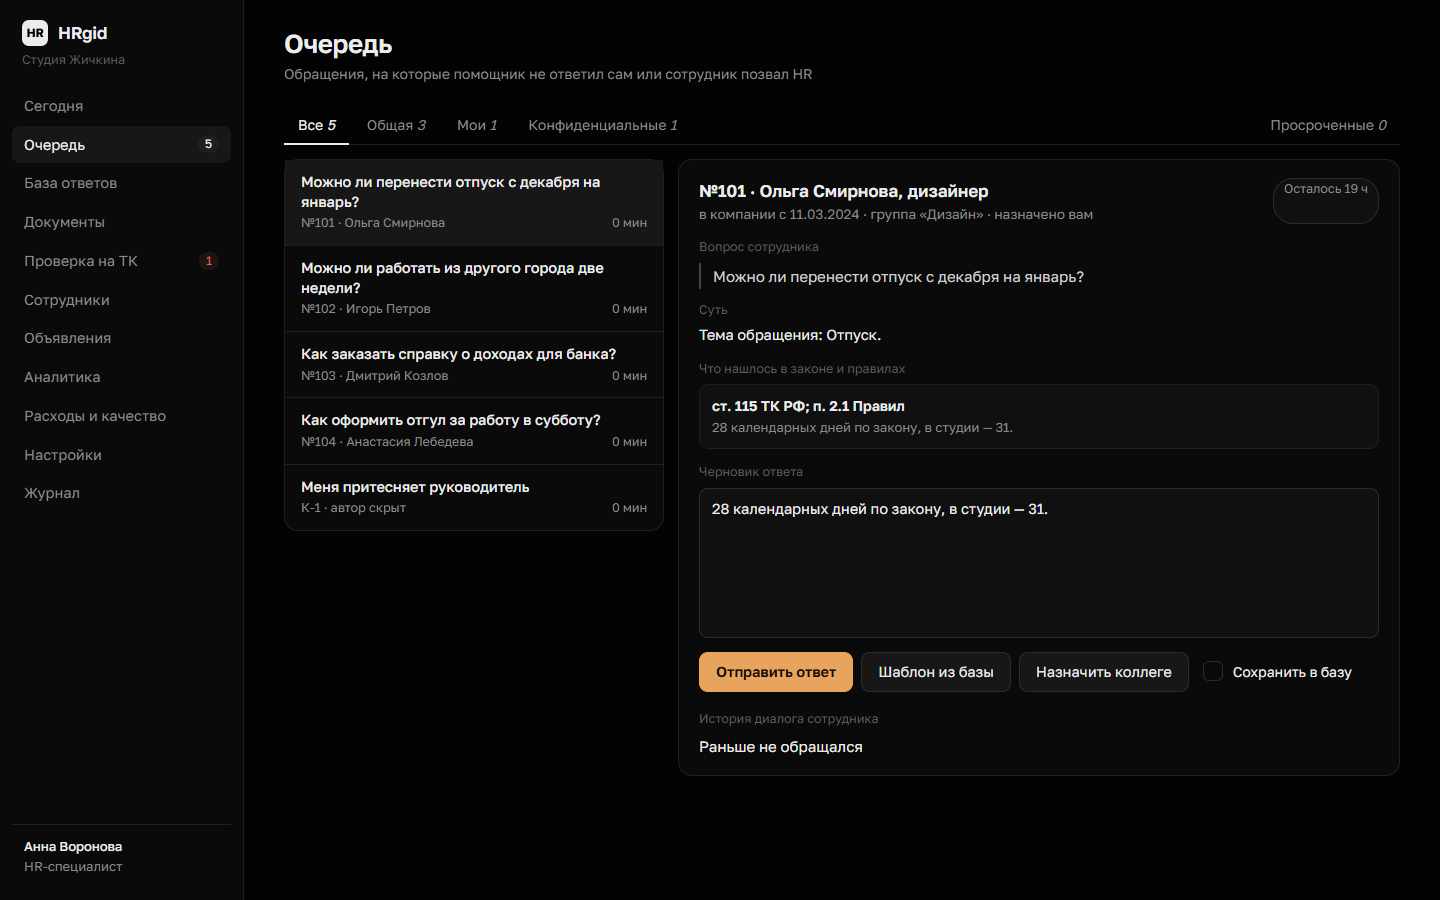 HR HRgid
Студия Жичкина
Сегодня
Очередь 5
База ответов
Документы
Проверка на ТК 1
Сотрудники
Объявления
Аналитика
Расходы и качество
Настройки
Журнал
Анна Воронова
HR-специалист
Очередь
Обращения, на которые помощник не ответил сам или сотрудник позвал HR
Все 5 Общая 3 Мои 1 Конфиденциальные 1 Просроченные 0
Можно ли перенести отпуск с декабря на
январь?
№101 · Ольга Смирнова 0 мин
Можно ли работать из другого города две
недели?
№102 · Игорь Петров 0 мин
Как заказать справку о доходах для банка?
№103 · Дмитрий Козлов 0 мин
Как оформить отгул за работу в субботу?
№104 · Анастасия Лебедева 0 мин
Меня притесняет руководитель
К-1 · автор скрыт 0 мин
№101 · Ольга Смирнова, дизайнер
Осталось 19 ч
в компании с 11.03.2024 · группа «Дизайн» · назначено вам
Вопрос сотрудника
Можно ли перенести отпуск с декабря на январь?
Суть
Тема обращения: Отпуск.
Что нашлось в законе и правилах
ст. 115 ТК РФ; п. 2.1 Правил
28 календарных дней по закону, в студии — 31.
Черновик ответа
28 календарных дней по закону, в студии — 31.
Отправить ответ Шаблон из базы Назначить коллеге Сохранить в базу
История диалога сотрудника
Раньше не обращался